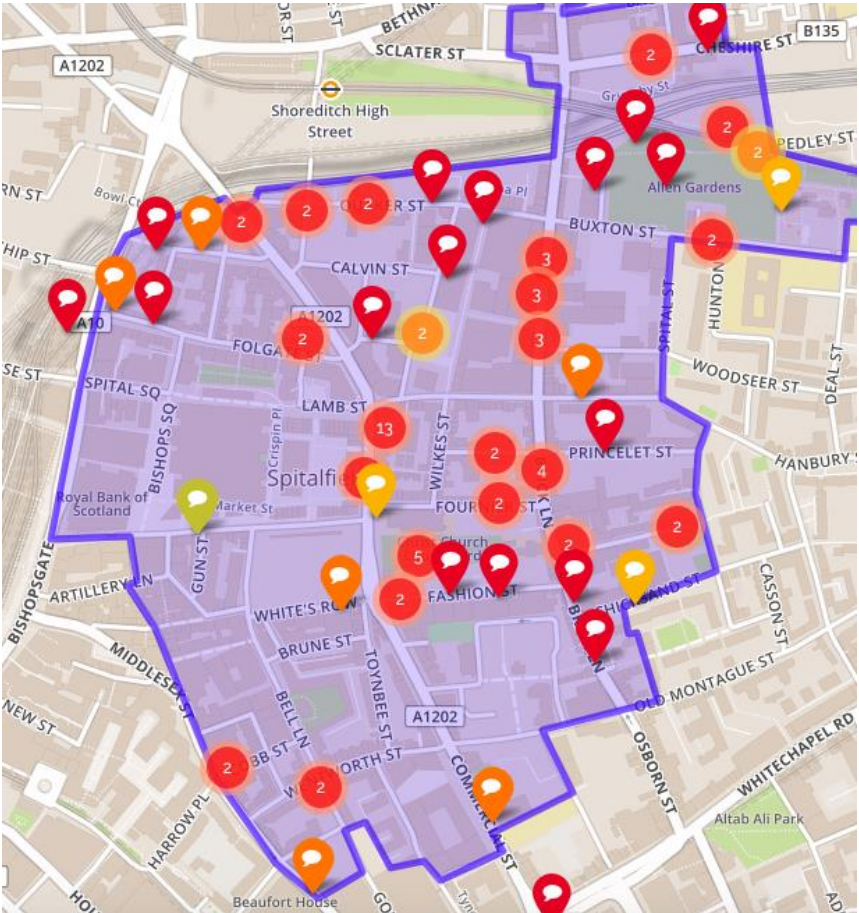 BETHNA
SCLATER ST
B135
CHESHIRE ST
A1202
2
Shoreditch High
Street
2
PEDLEY ST
2
Allen Gardens
RN ST
Bowl Ct
QUAKER ST
2
2
2
BUXTON ST
2
HIP ST
CALVIN ST
3
3
HUNTON
A10
A1202
2
2
3
SPITAL ST
FOLGATE ST
WOODSEER ST
DEAL ST
SE ST
SPITAL SQ
BISHOPS SQ
LAMB ST
Crispin Pl
13
WILKES ST
2
PRINCELET ST
HANBURY S
4
Spitalfie
Royal Bank of
Scotland
Market St
FOURNIER ST
2
2
2
GUN ST
5
BISHOPSGATE
ARTILLERY LN
2
FASHION ST
CHICKSAND ST
CASSON ST
WHITE'S ROW
BRUNE ST
MIDDLESEX ST
TOYNBEE ST
BELL LN
OLD MONTAGUE ST
NEW ST
A1202
OSBORN ST
WHITECHAPEL RD
2
WENTWORTH ST
2
COMMERCIAL ST
Altab Ali Park
HARROW PL
Beaufort House
AD